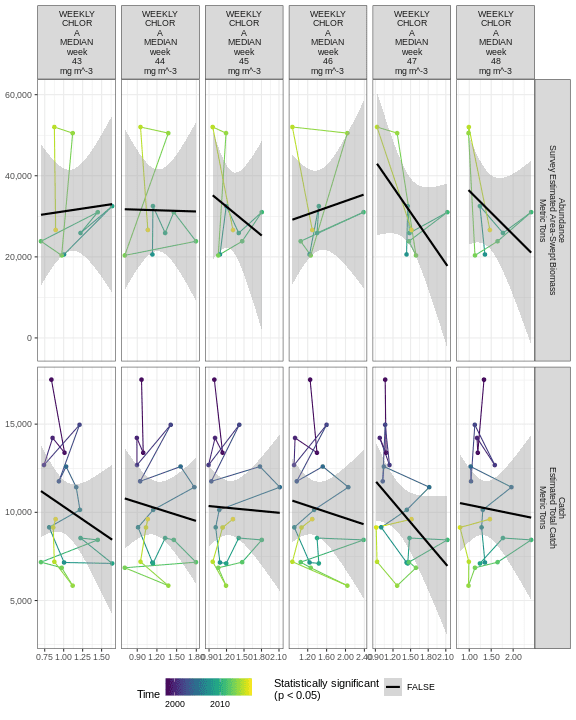 WEEKLY
CHLOR
A
MEDIAN
week
43
mg m^-3
WEEKLY
CHLOR
A
MEDIAN
week
44
mg m^-3
WEEKLY
CHLOR
A
MEDIAN
week
45
mg m^-3
WEEKLY
CHLOR
A
MEDIAN
week
46
mg m^-3
WEEKLY
CHLOR
A
MEDIAN
week
47
mg m^-3
WEEKLY
CHLOR
A
MEDIAN
week
48
mg m^-3
60,000
40,000
20,000
0
Abundance
Survey Estimated Area-Swept Biomass
Metric Tons
15,000
10,000
5,000
Catch
Estimated Total Catch
Metric Tons
0.75 1.00 1.25 1.50
0.90 1.20 1.50 1.80
0.90 1.20 1.50 1.80 2.10
1.20 1.60 2.00 2.40
0.90 1.20 1.50 1.80 2.10
1.00 1.50 2.00
Time
2000 2010
Statistically significant
(p < 0.05)
FALSE